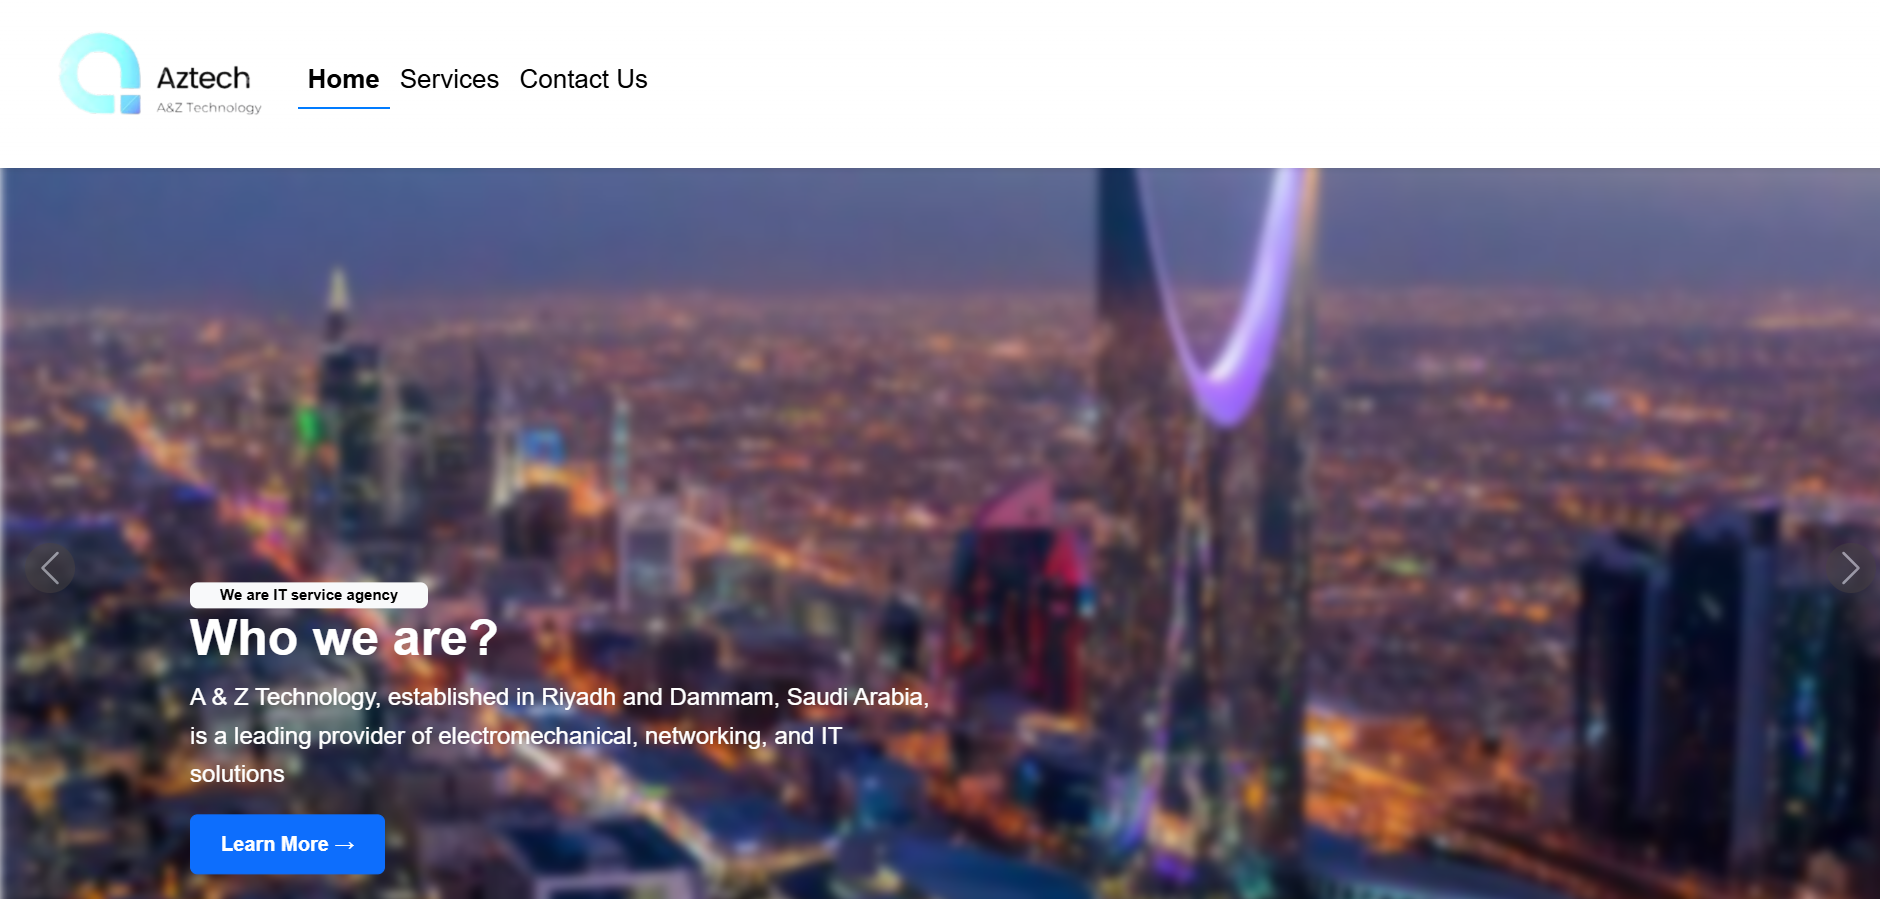 Aztech
A&Z Technology
Home Services Contact Us
We are IT service agency
Who we are?
A & Z Technology, established in Riyadh and Dammam, Saudi Arabia,
is a leading provider of electromechanical, networking, and IT
solutions
Learn More →